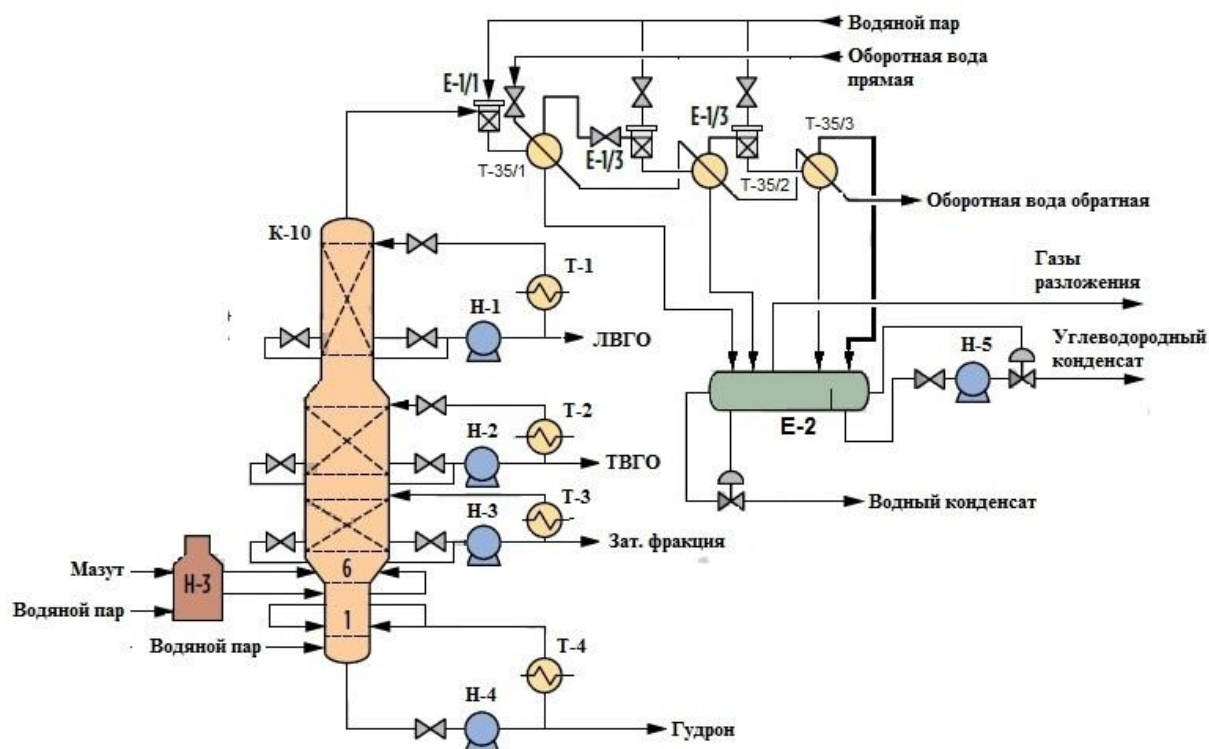 Водяной пар
Оборотная вода
прямая
E-1/1
E-1/3
E-1/3
Т-35/3
Т-35/1
Т-35/2
Оборотная вода обратная
К-10
Т-1
Газы
разложения
Н-1
ЛВГО
Углеводородный
конденсат
Н-5
Т-2
Е-2
Н-2
ТВГО
Т-3
Водный конденсат
Н-3
Зат. фракция
Мазут
Н-3
6
Водяной пар
1
Водяной пар
Т-4
Н-4
Гудрон